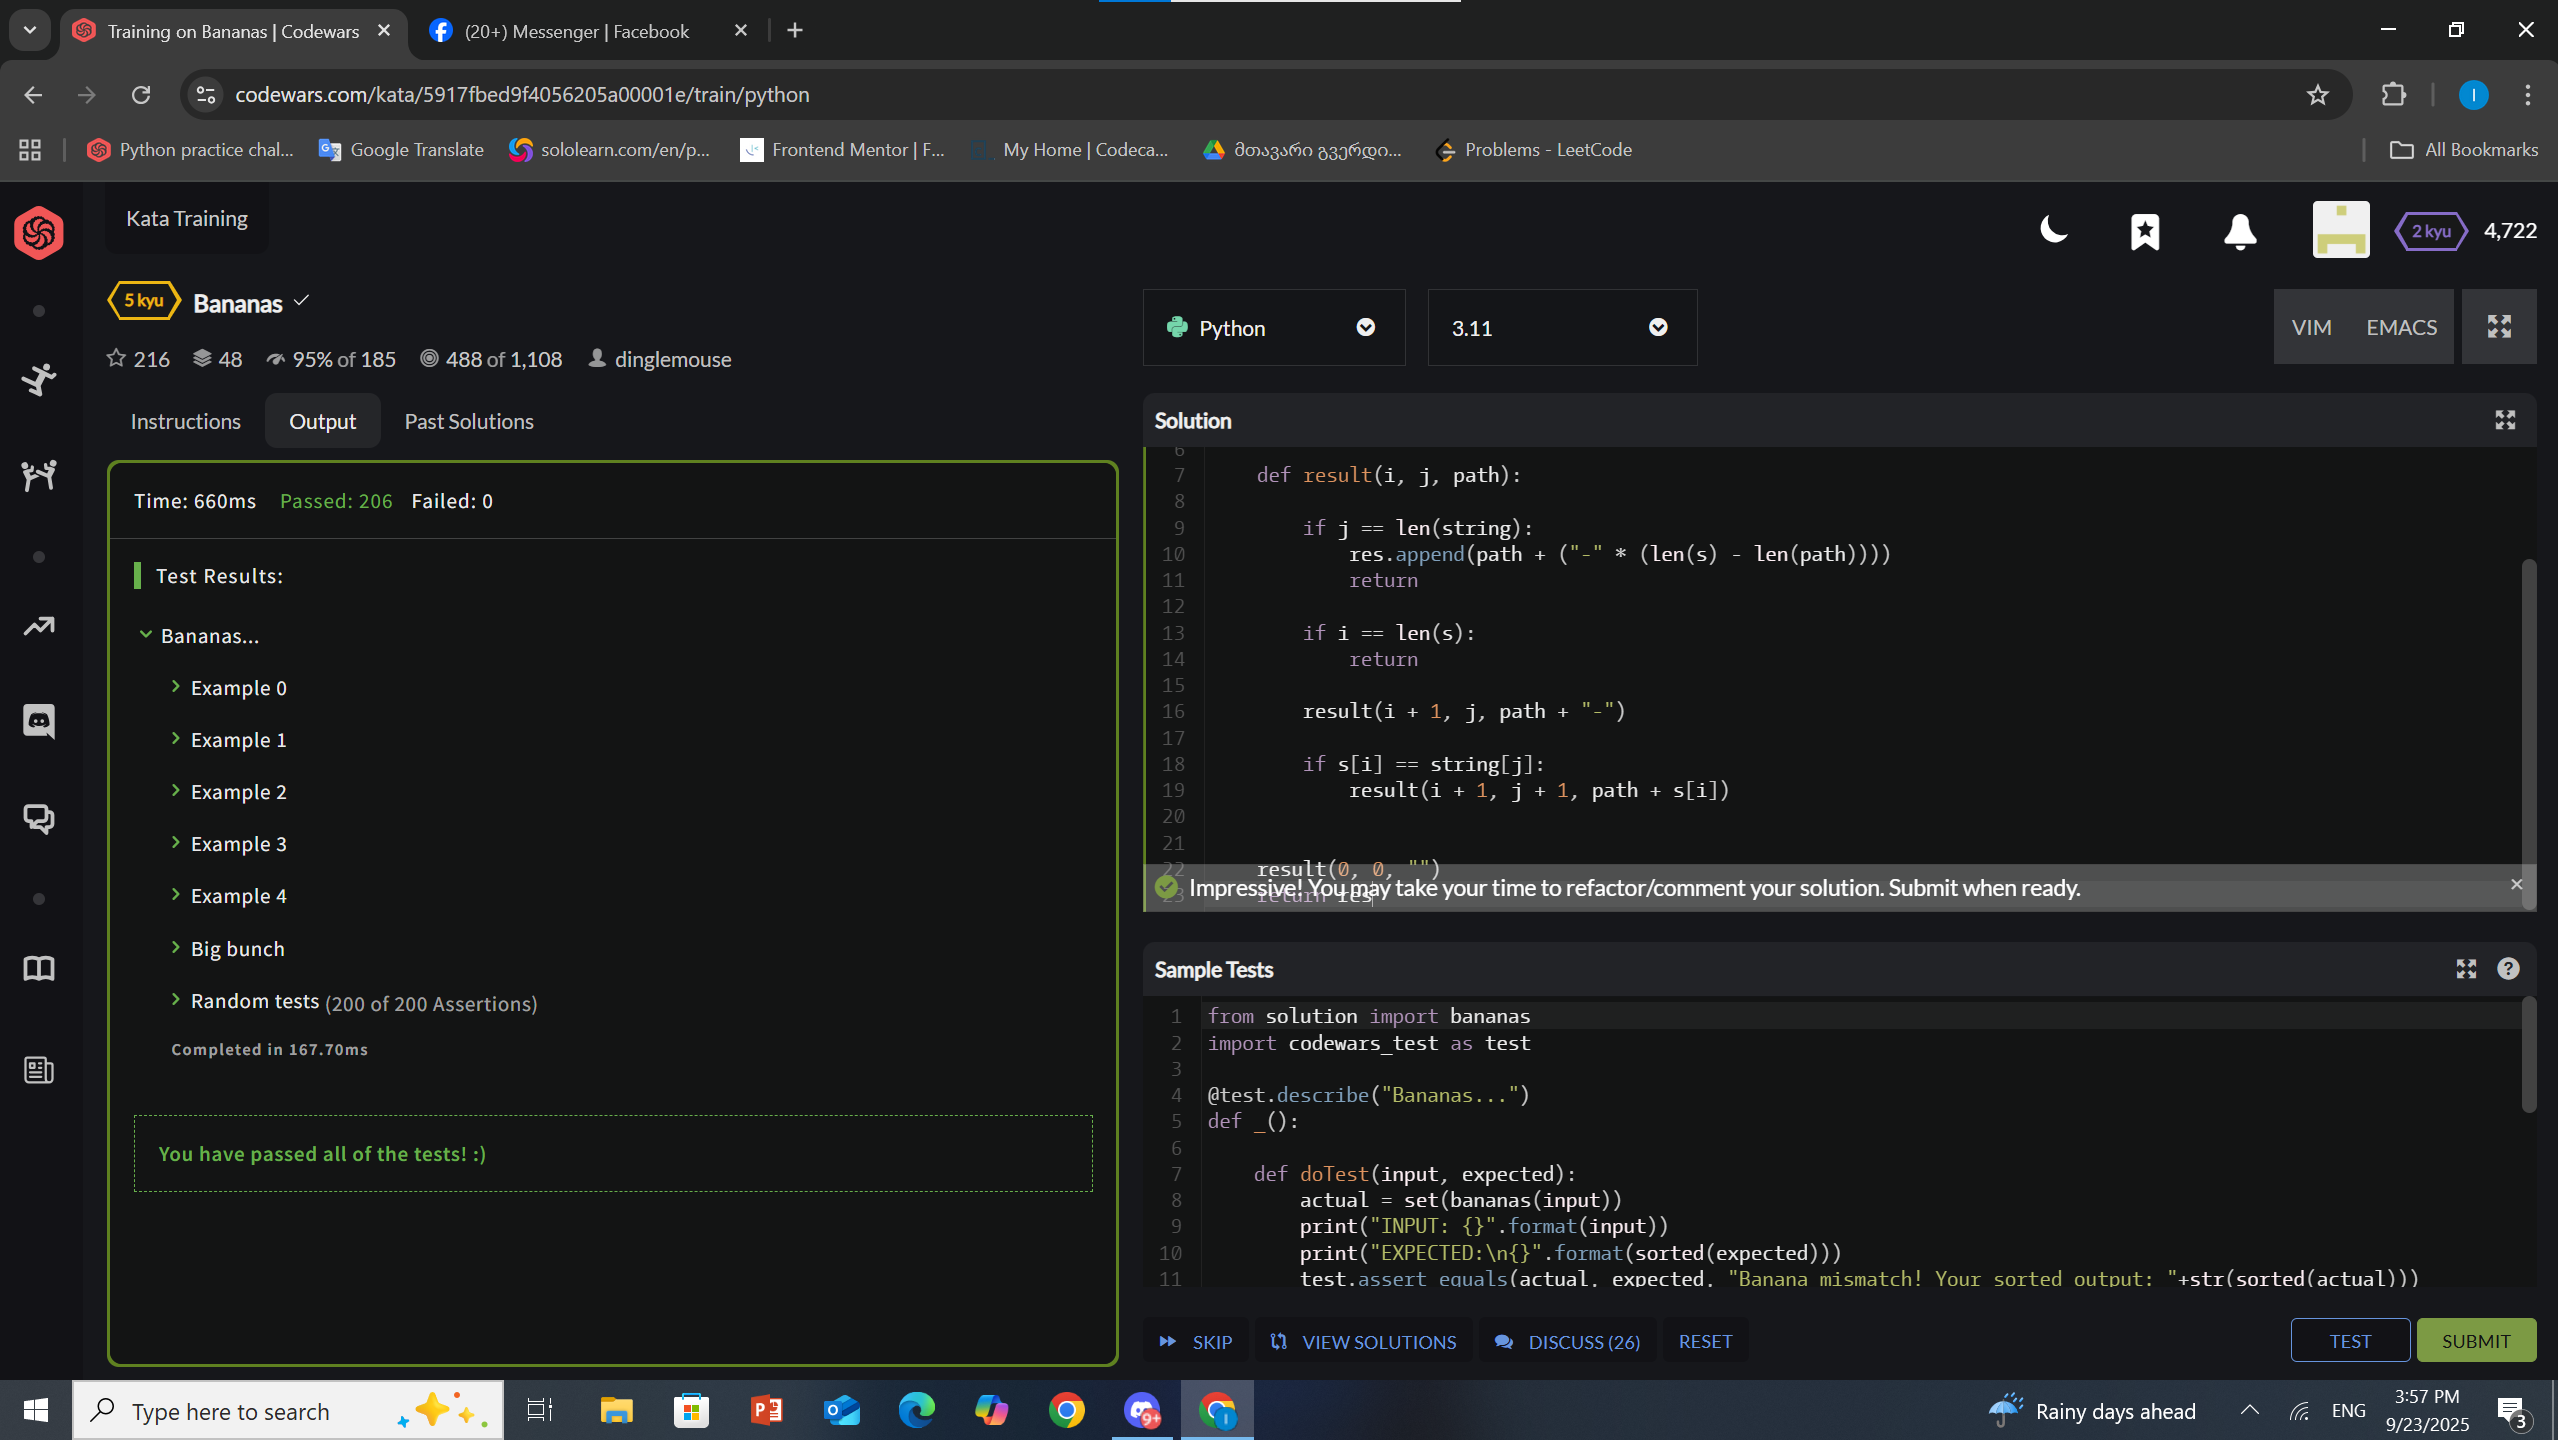 Training on Bananas | Codewars
(20+) Messenger | Facebook
codewars.com/kata/5917fbed9f4056205a00001e/train/python
I
Python practice chal...
Google Translate
sololearn.com/en/p...
Frontend Mentor | F...
My Home | Codeca...
მთავარი გვერდი...
Problems - LeetCode
All Bookmarks
Kata Training
2 kyu
4,722
5 kyu
Bananas
216
48
95% of 185
488 of 1,108
dinglemouse
Instructions
Output
Past Solutions
Time: 660ms
Passed: 206
Failed: 0
Test Results:
Bananas...
Example 0
Example 1
Example 2
Example 3
Example 4
Big bunch
Random tests (200 of 200 Assertions)
Completed in 167.70ms
You have passed all of the tests! :)
Python
3.11
VIM
EMACS
Solution
6
7 def result(i, j, path):
8
9 if j == len(string):
10 res.append(path + ("-" * (len(s) - len(path))))
11 return
12
13 if i == len(s):
14 return
15
16 result(i + 1, j, path + "-")
17
18 if s[i] == string[j]:
19 result(i + 1, j + 1, path + s[i])
20
21
22 result(0, 0, "")
23 return res
Impressive! You may take your time to refactor/comment your solution. Submit when ready.
Sample Tests
1 from solution import bananas
2 import codewars_test as test
3
4 @test.describe("Bananas...")
5 def _():
6
7 def doTest(input, expected):
8 actual = set(bananas(input))
9 print("INPUT: {}".format(input))
10 print("EXPECTED:\n{}".format(sorted(expected)))
11 test.assert_equals(actual, expected, "Banana mismatch! Your sorted output: "+str(sorted(actual)))
SKIP
VIEW SOLUTIONS
DISCUSS (26)
RESET
TEST
SUBMIT
Type here to search
9+
Rainy days ahead
ENG
3:57 PM
9/23/2025
3